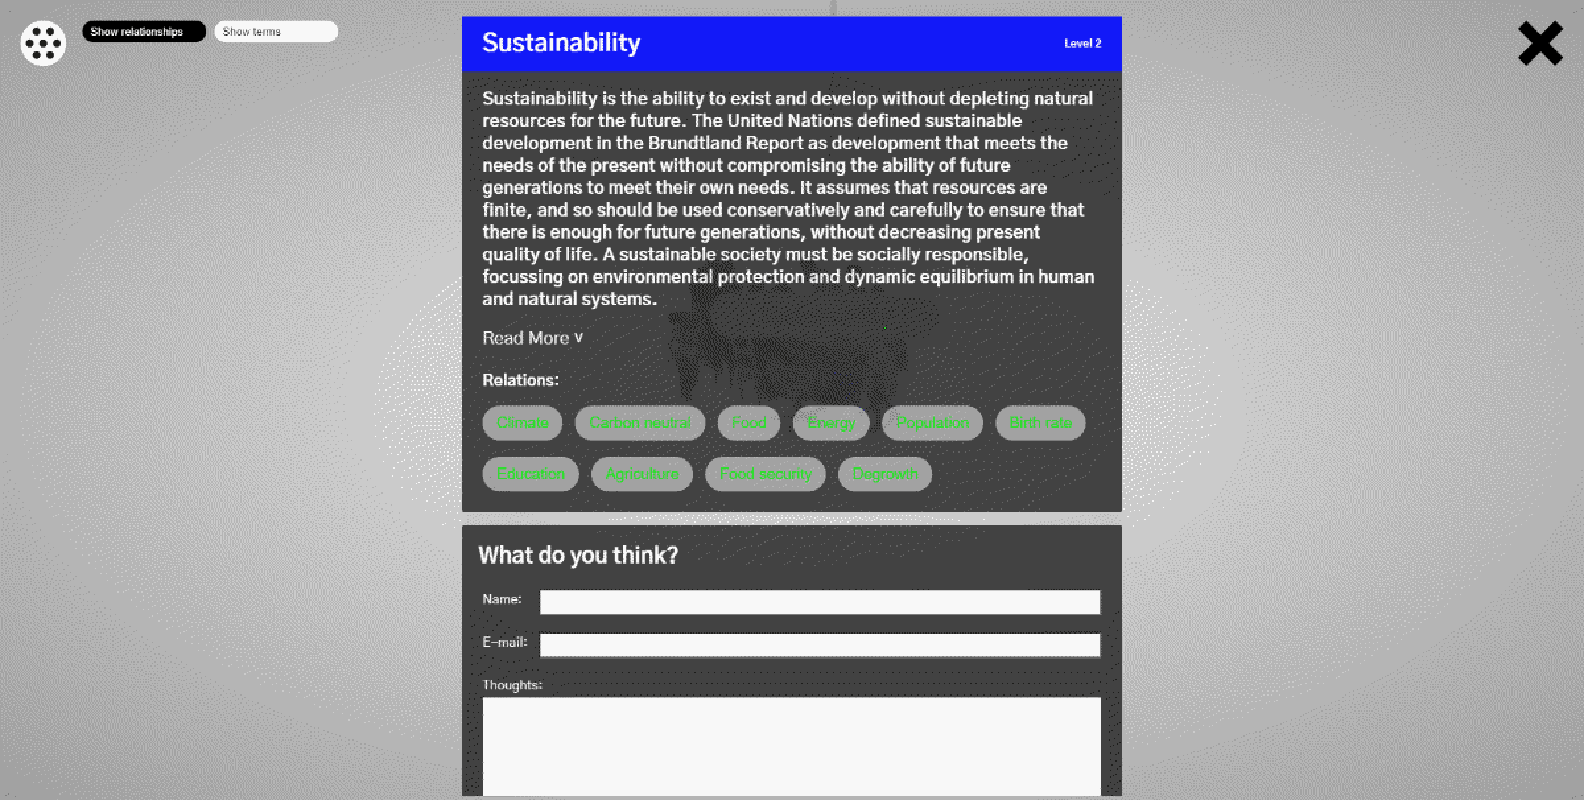 Show relationships
Show terms
Sustainability
Level 2
Sustainability is the ability to exist and develop without depleting natural
resources for the future. The United Nations defined sustainable
development in the Brundtland Report as development that meets the
needs of the present without compromising the ability of future
generations to meet their own needs. It assumes that resources are
finite, and so should be used conservatively and carefully to ensure that
there is enough for future generations, without decreasing present
quality of life. A sustainable society must be socially responsible,
focussing on environmental protection and dynamic equilibrium in human
and natural systems.
Read More v
Relations:
Climate Carbon neutral Food Energy Population Birth rate
Education Agriculture Food security Degrowth
What do you think?
Name:
E-mail:
Thoughts: